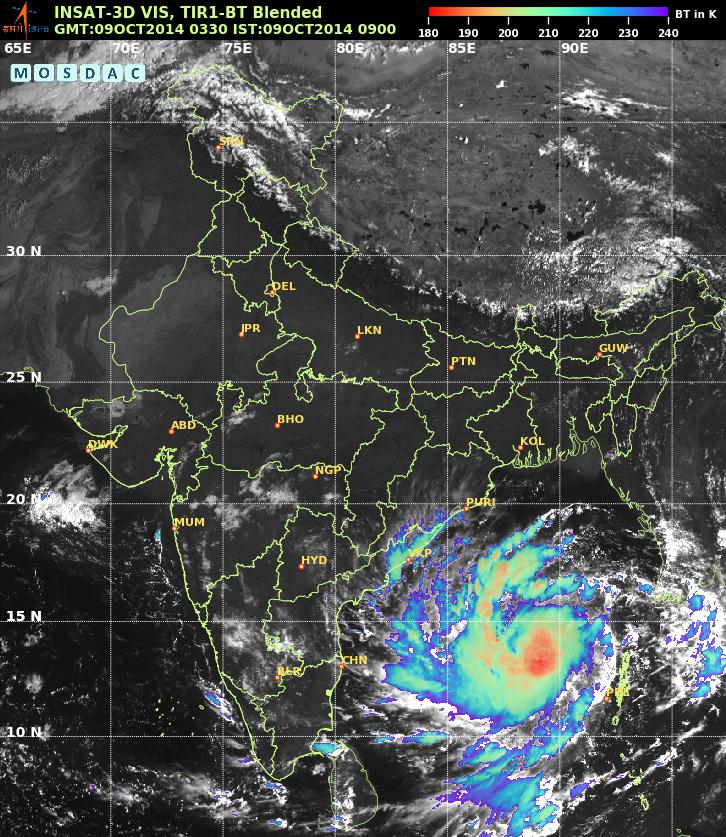 INSAT-3D VIS, TIR1-BT Blended
GMT:09OCT2014 0330 IST:09OCT2014 0900
BT in K
180 190 200 210 220 230 240
65E 70E 75E 80E 85E 90E
MOSDAC
SRN
30 N
DEL
JPR LKN
GUW
PTN
25 N
ABD BHO
DWK KOL
NGP
20 N PURI
MUM
VKP
HYD
15 N
CHN
BLR
PBL
10 N